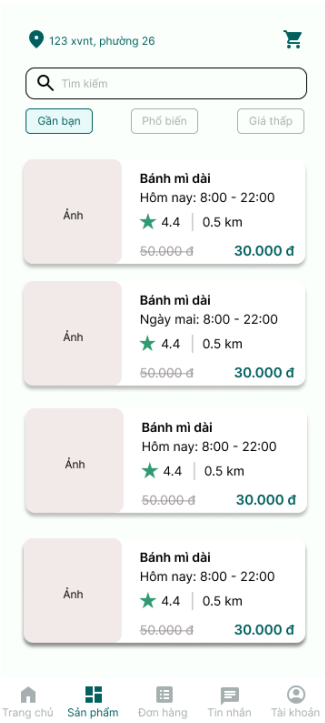 123 xvnt, phường 26
Tìm kiếm
Gần bạn Phổ biến Giá thấp
Ảnh
Bánh mì dài
Hôm nay: 8:00 - 22:00
4.4 0.5 km
50.000 đ 30.000 đ
Ảnh
Bánh mì dài
Ngày mai: 8:00 - 22:00
4.4 0.5 km
50.000 đ 30.000 đ
Ảnh
Bánh mì dài
Hôm nay: 8:00 - 22:00
4.4 0.5 km
50.000 đ 30.000 đ
Ảnh
Bánh mì dài
Hôm nay: 8:00 - 22:00
4.4 0.5 km
50.000 đ 30.000 đ
Trang chủ Sản phẩm Đơn hàng Tin nhắn Tài khoản